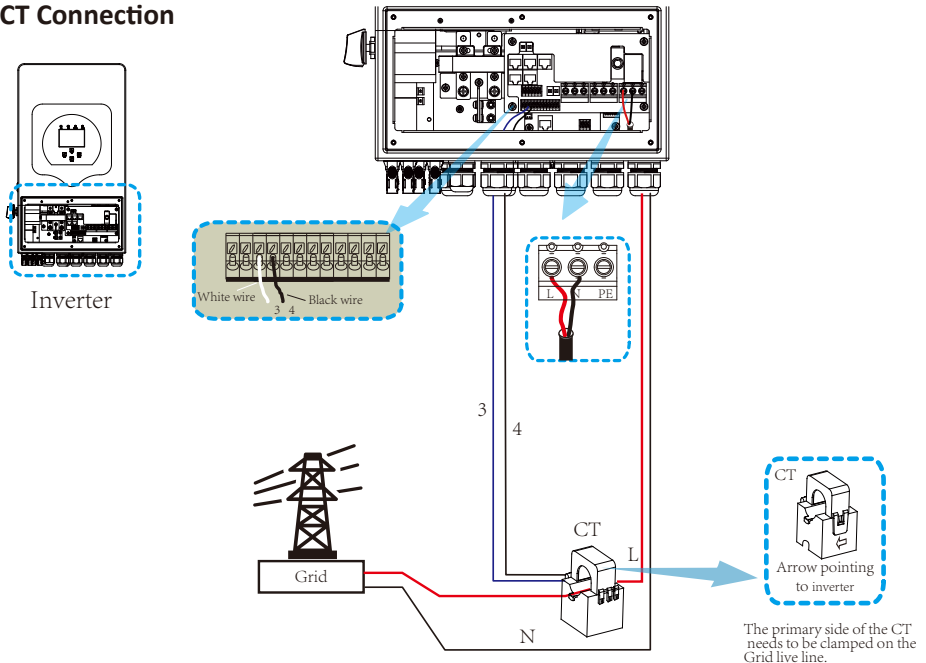 CT Connection
Inverter
White wire
Black wire
3 4
L N PE
3
4
Grid
CT
L
N
CT
Arrow pointing
to inverter
The primary side of the CT
needs to be clamped on the
Grid live line.